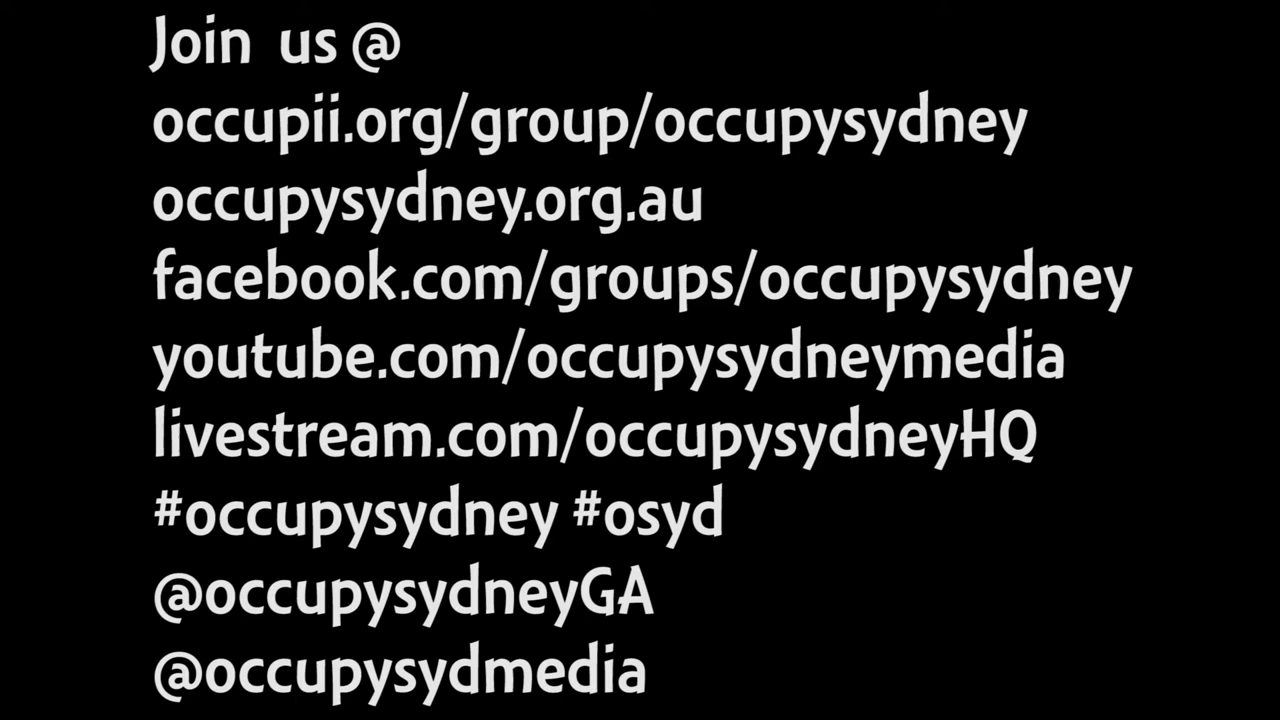 Join us @
occupii.org/group/occupysydney
occupysydney.org.au
facebook.com/groups/occupysydney
youtube.com/occupysydneymedia
livestream.com/occupysydneyHQ
#occupysydney #osyd
@occupysydneyGA
@occupysydmedia